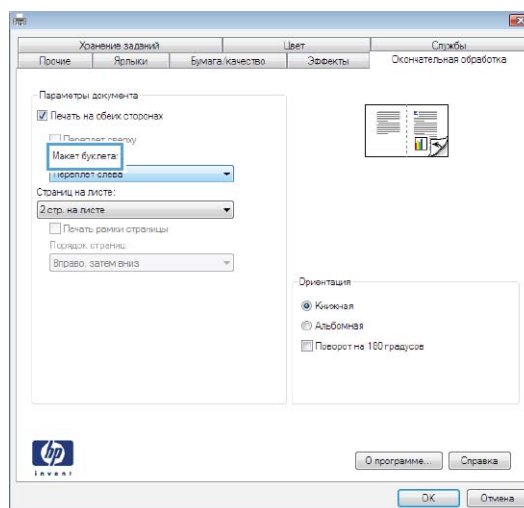 Хранение заданий Цвет Службы
Прочие Ярлыки Бумага/качество Эффекты Окончательная обработка
Параметры документа
Печать на обеих сторонах
Переплет сверху
Макет буклета:
Переплет слева
Страниц на листе:
2 стр. на листе
Печать рамки страницы
Порядок страниц:
Вправо, затем вниз
Ориентация
Книжная
Альбомная
Поворот на 180 градусов
hp
invent
О программе... Справка
OK Отмена